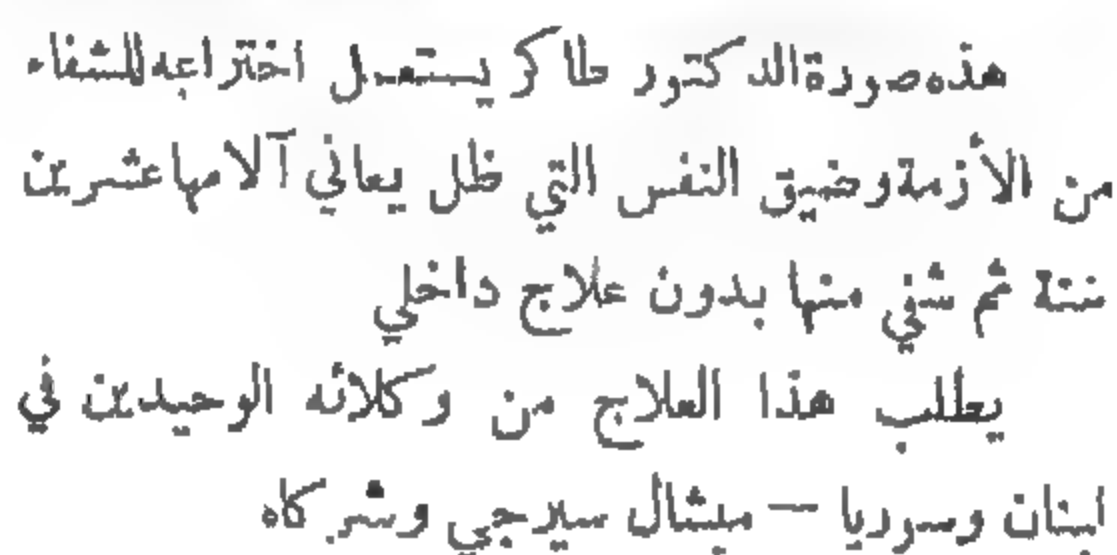 هذه صورة الدكتور طاكر يستعمل اختراعه للشفاء
من الأزمة وضيق النفس التي ظل يعاني آلامها عشرين
سنة ثم شفي منها بدون علاج داخلي
يطلب هذا العلاج من وكلائه الوحيدين في
لبنان وسوريا — ميشال سيرجي وشركاه